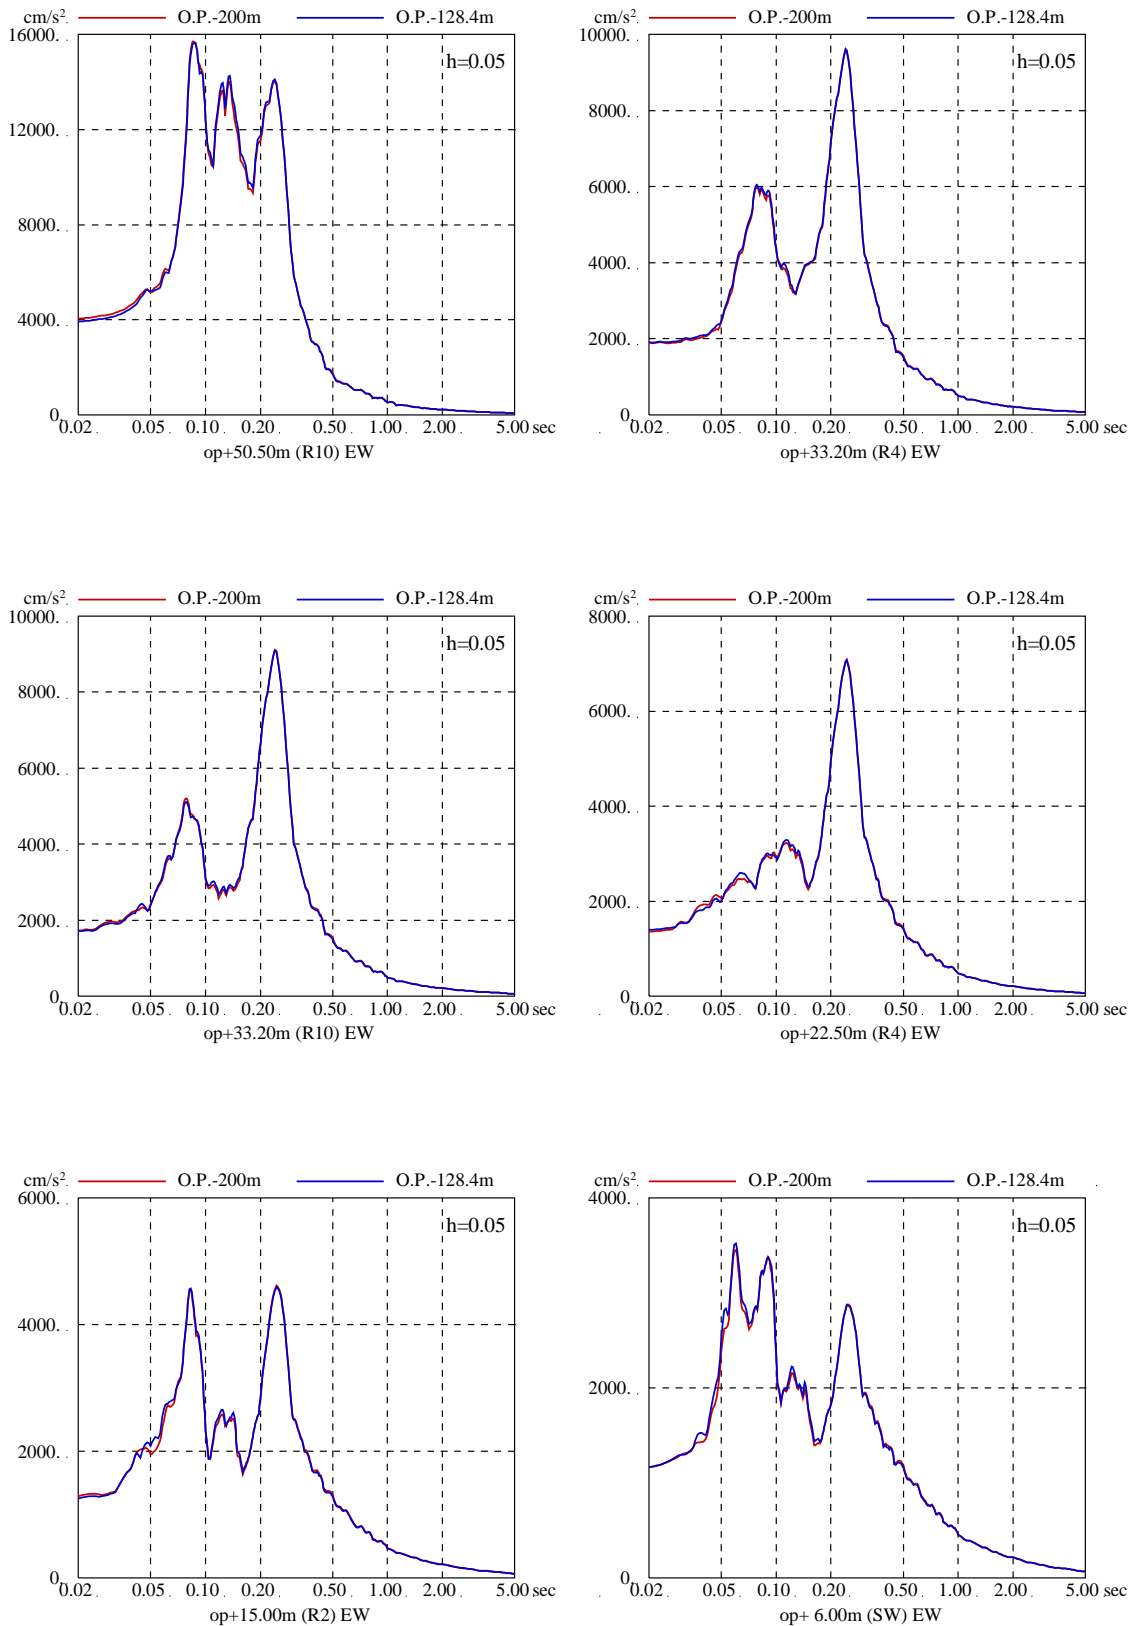 cm/s². O.P.-200m O.P.-128.4m
16000.
h=0.05
12000.
8000.
4000.
0.
0.02 0.05 0.10 0.20 0.50 1.00 2.00 5.00 sec
op+50.50m (R10) EW
cm/s². O.P.-200m O.P.-128.4m
10000.
h=0.05
8000.
6000.
4000.
2000.
0.
0.02 0.05 0.10 0.20 0.50 1.00 2.00 5.00 sec
op+33.20m (R4) EW
cm/s². O.P.-200m O.P.-128.4m
10000.
h=0.05
8000.
6000.
4000.
2000.
0.
0.02 0.05 0.10 0.20 0.50 1.00 2.00 5.00 sec
op+33.20m (R10) EW
cm/s². O.P.-200m O.P.-128.4m
8000.
h=0.05
6000.
4000.
2000.
0.
0.02 0.05 0.10 0.20 0.50 1.00 2.00 5.00 sec
op+22.50m (R4) EW
cm/s². O.P.-200m O.P.-128.4m
6000.
h=0.05
4000.
2000.
0.
0.02 0.05 0.10 0.20 0.50 1.00 2.00 5.00 sec
op+15.00m (R2) EW
cm/s². O.P.-200m O.P.-128.4m
4000.
h=0.05
2000.
0.
0.02 0.05 0.10 0.20 0.50 1.00 2.00 5.00 sec
op+ 6.00m (SW) EW